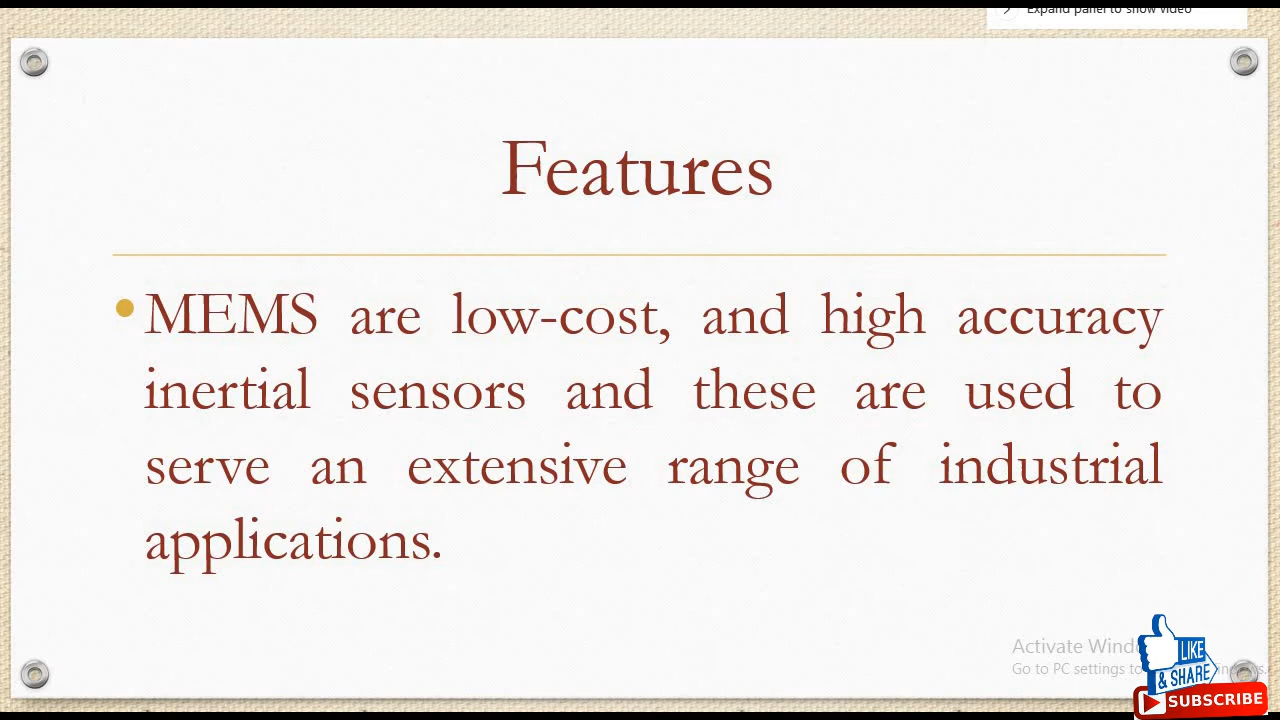 Expand panel to show video
Features
• MEMS are low-cost, and high accuracy
inertial sensors and these are used to
serve an extensive range of industrial
applications.
Activate
Go to PC settings to
LIKE
& SHARE
SUBSCRIBE